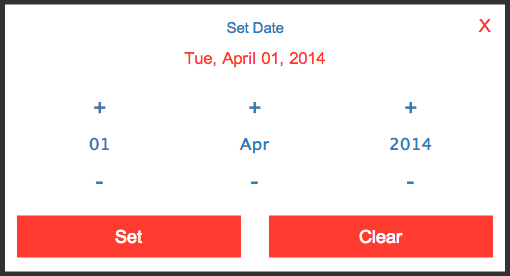 Set Date X
Tue, April 01, 2014
+ + +
01 Apr 2014
- - -
Set Clear